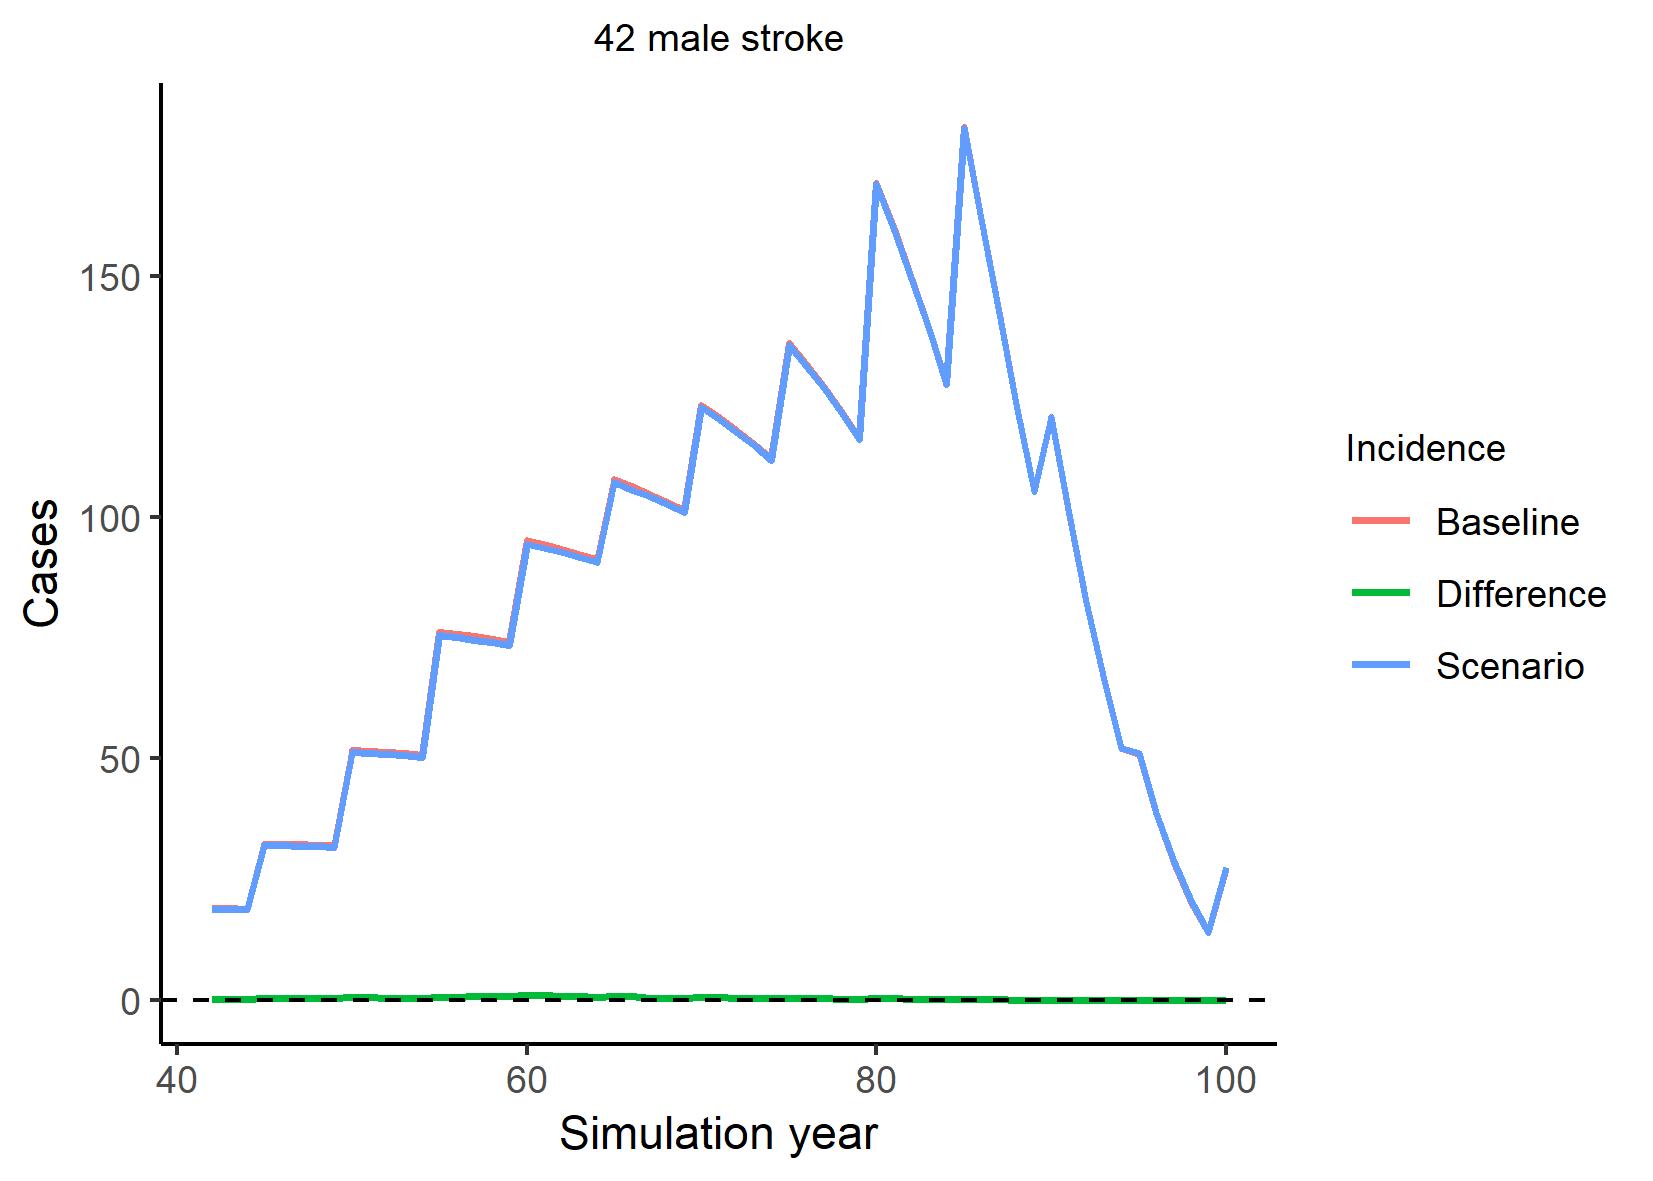 42 male stroke
Cases
150
100
50
0
40 60 80 100
Simulation year
Incidence
Baseline
Difference
Scenario